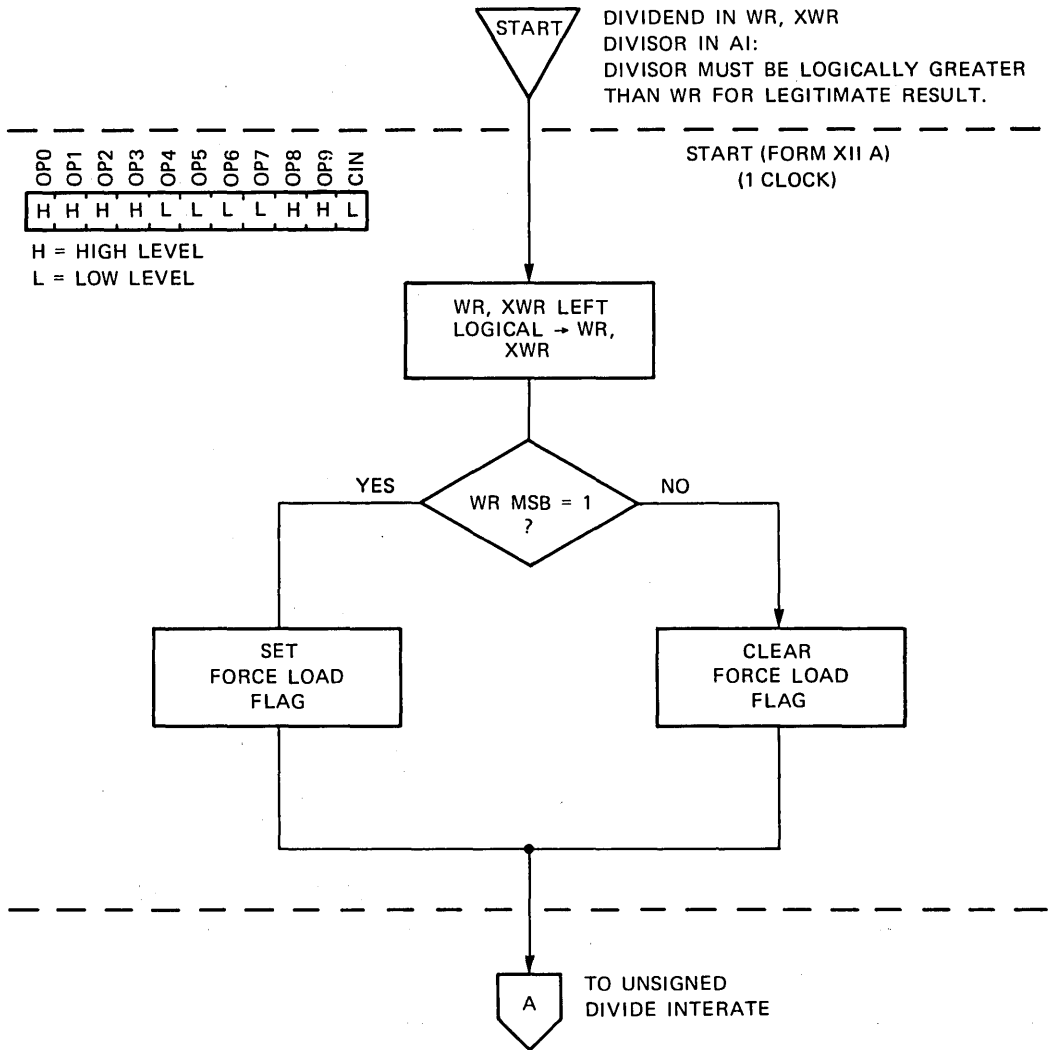 START
DIVIDEND IN WR, XWR
DIVISOR IN AI:
DIVISOR MUST BE LOGICALLY GREATER
THAN WR FOR LEGITIMATE RESULT.
START (FORM XII A)
(1 CLOCK)
OP0 OP1 OP2 OP3 OP4 OP5 OP6 OP7 OP8 OP9 CIN
H H H H L L L L H H L
H = HIGH LEVEL
L = LOW LEVEL
WR, XWR LEFT
LOGICAL → WR,
XWR
YES
WR MSB = 1
?
NO
SET
FORCE LOAD
FLAG
CLEAR
FORCE LOAD
FLAG
A
TO UNSIGNED
DIVIDE INTERATE